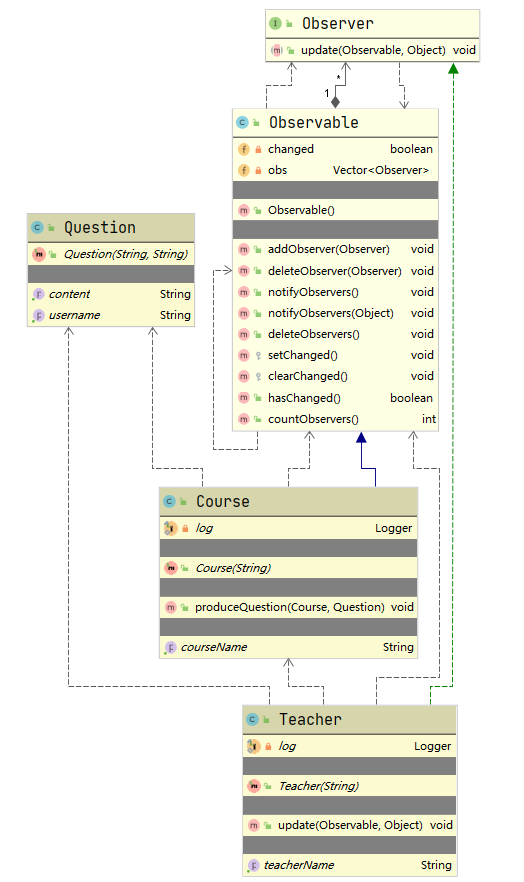 Observer
update(Observable, Object) void
*
1
Observable
changed boolean
obs Vector<Observer>
Observable()
addObserver(Observer) void
deleteObserver(Observer) void
notifyObservers() void
notifyObservers(Object) void
deleteObservers() void
setChanged() void
clearChanged() void
hasChanged() boolean
countObservers() int
Question
Question(String, String)
content String
username String
Course
log Logger
Course(String)
produceQuestion(Course, Question) void
courseName String
Teacher
log Logger
Teacher(String)
update(Observable, Object) void
teacherName String